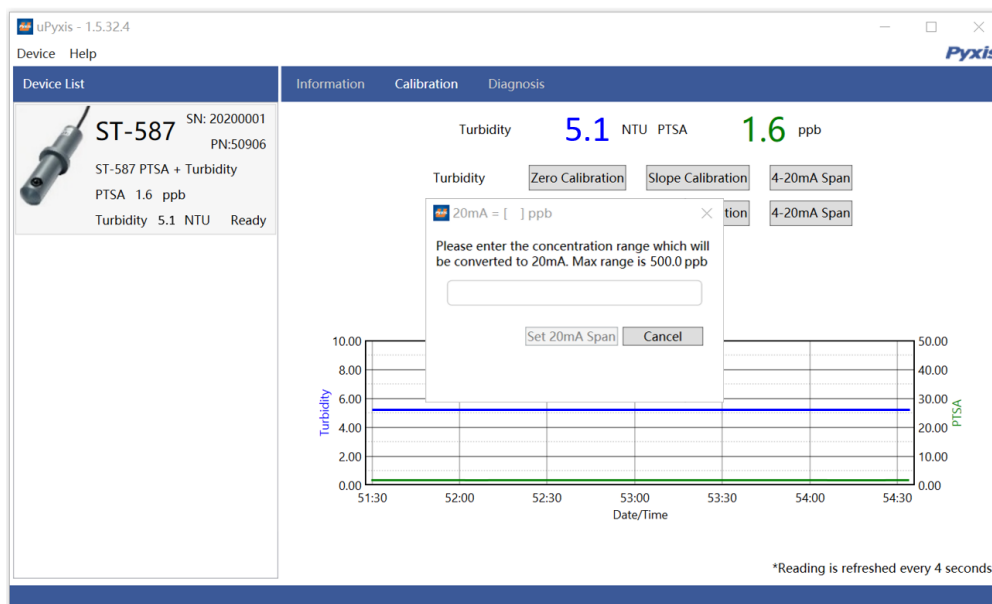 uPyxis - 1.5.32.4
Device Help
Pyxis
Device List
Information Calibration Diagnosis
ST-587
SN: 20200001
PN:50906
ST-587 PTSA + Turbidity
PTSA 1.6 ppb
Turbidity 5.1 NTU Ready
Turbidity 5.1 NTU PTSA 1.6 ppb
Turbidity Zero Calibration Slope Calibration 4-20mA Span
tion 4-20mA Span
20mA = [ ] ppb
Please enter the concentration range which will
be converted to 20mA. Max range is 500.0 ppb
Set 20mA Span Cancel
10.00
8.00
6.00
4.00
2.00
0.00
Turbidity
50.00
40.00
30.00
20.00
10.00
0.00
PTSA
51:30 52:00 52:30 53:00 53:30 54:00 54:30
Date/Time
*Reading is refreshed every 4 seconds